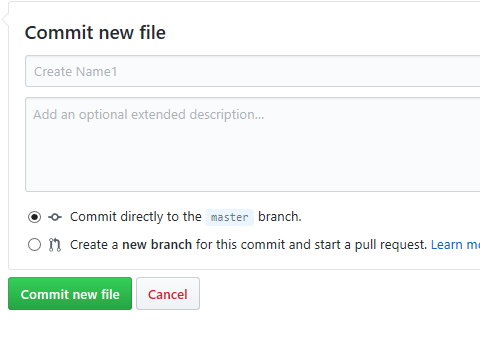 Commit new file
Create Name1
Add an optional extended description...
Commit directly to the master branch.
Create a new branch for this commit and start a pull request. Learn mo
Commit new file Cancel